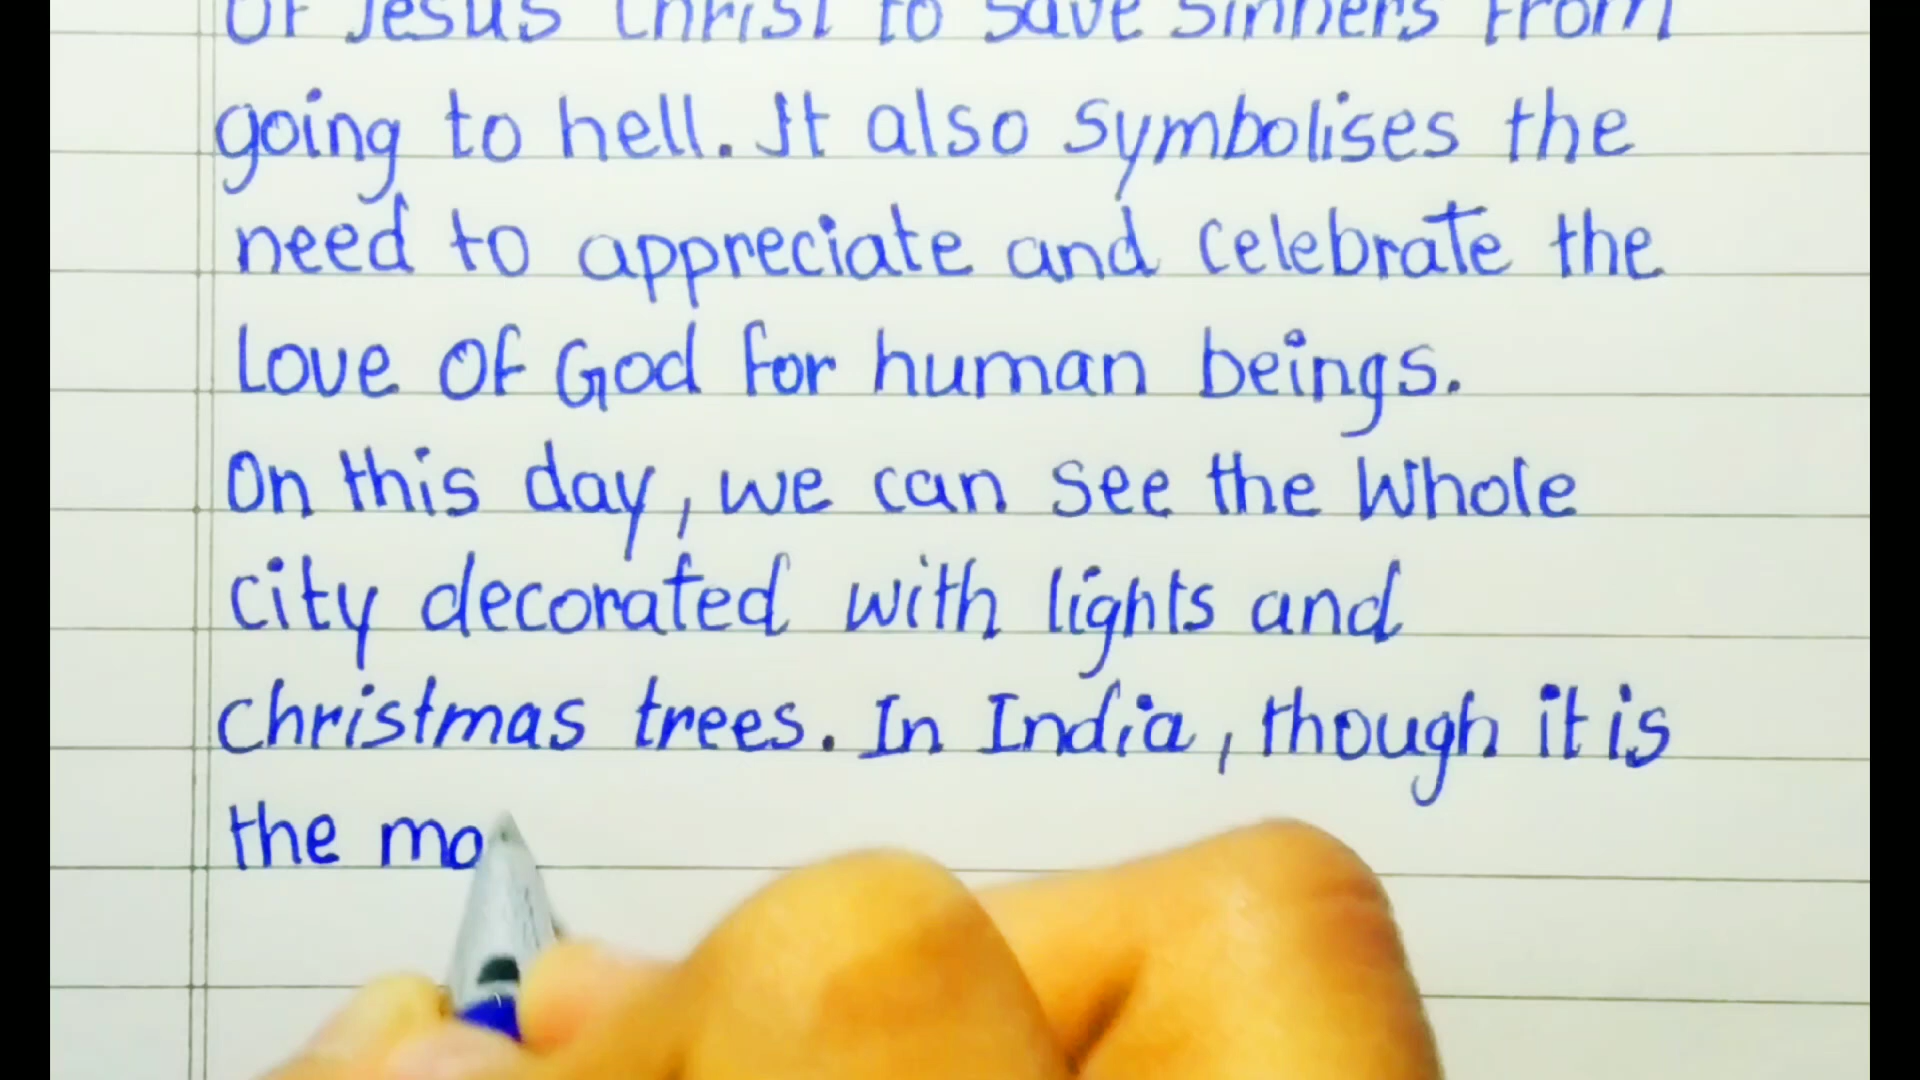 Of Jesus Christ to save sinners from
going to hell. It also symbolises the
need to appreciate and celebrate the
Love Of God for human beings.
On this day, we can see the Whole
city decorated with lights and
christmas trees. In India, though it is
the mo